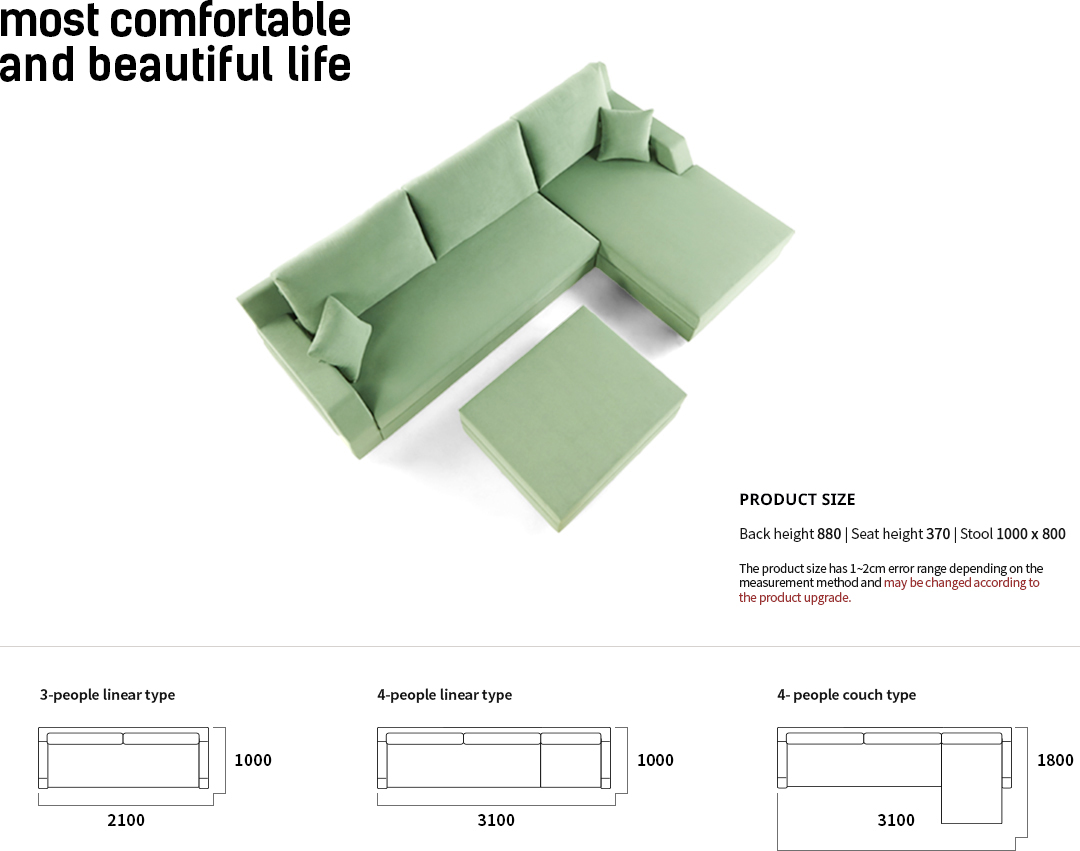 most comfortable
and beautiful life
PRODUCT SIZE
Back height 880 | Seat height 370 | Stool 1000 x 800
The product size has 1~2cm error range depending on the
measurement method and may be changed according to
the product upgrade.
3-people linear type
1000
2100
4-people linear type
1000
3100
4- people couch type
1800
3100